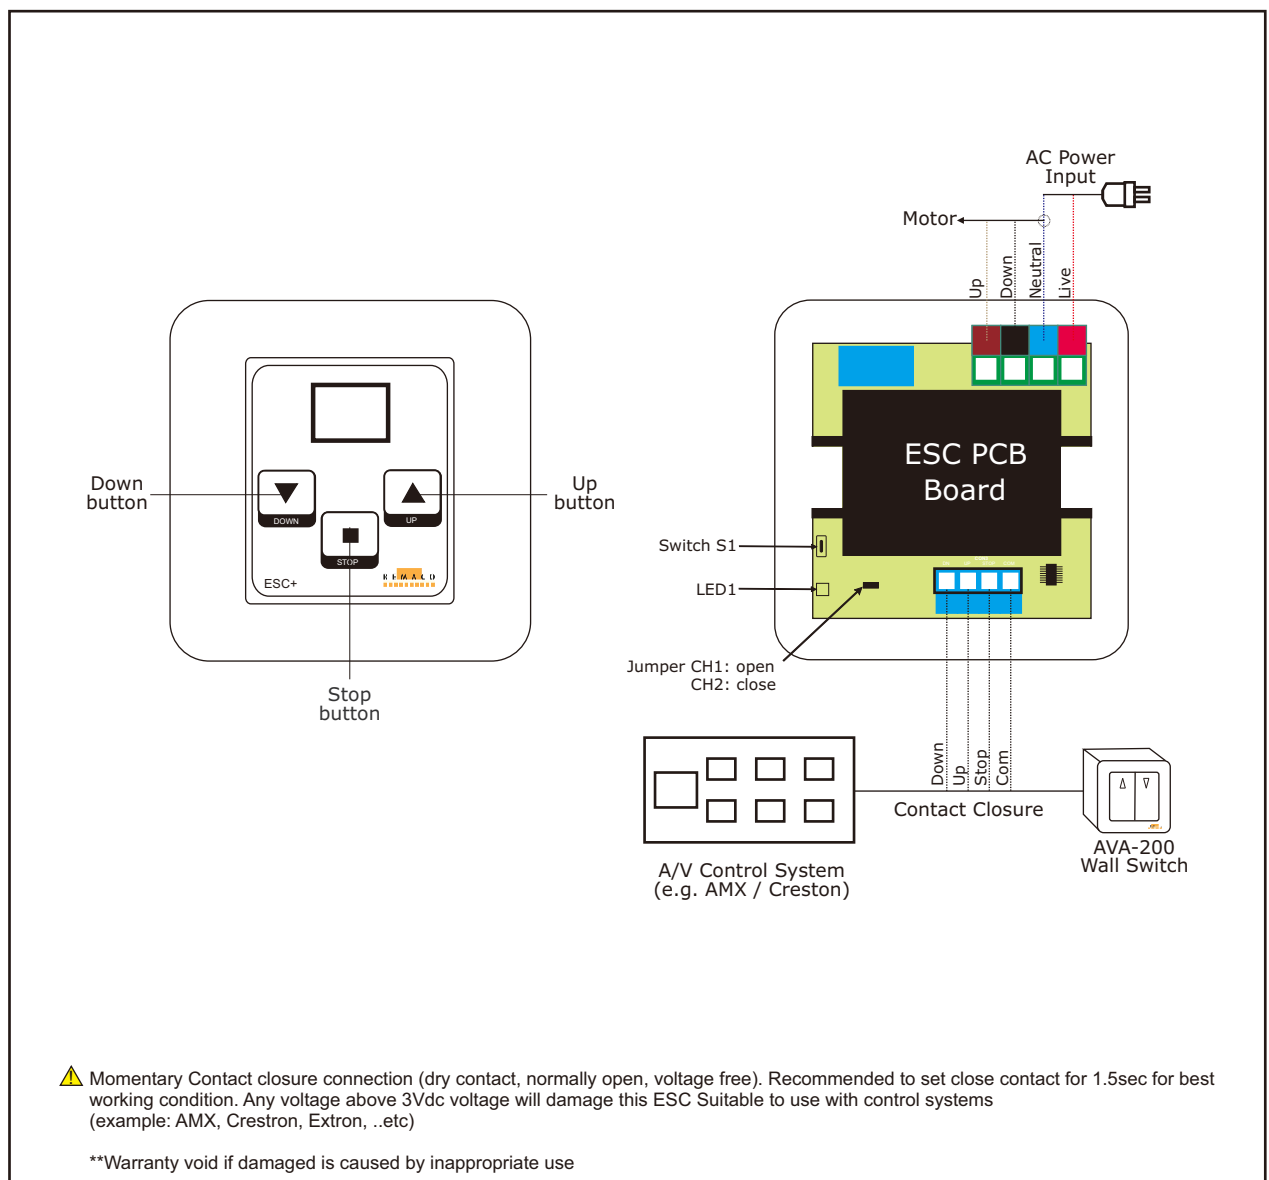 AC Power
Input
Motor
Up
Down
Neutral
Live
ESC PCB
Board
Down
button
Up
button
DOWN
UP
STOP
ESC+
Stop
button
Switch S1
LED1
Jumper CH1: open
CH2: close
Down
Up
Stop
Com
Contact Closure
A/V Control System
(e.g. AMX / Creston)
AVA-200
Wall Switch
Momentary Contact closure connection (dry contact, normally open, voltage free). Recommended to set close contact for 1.5sec for best
working condition. Any voltage above 3Vdc voltage will damage this ESC Suitable to use with control systems
(example: AMX, Crestron, Extron, ..etc)
**Warranty void if damaged is caused by inappropriate use